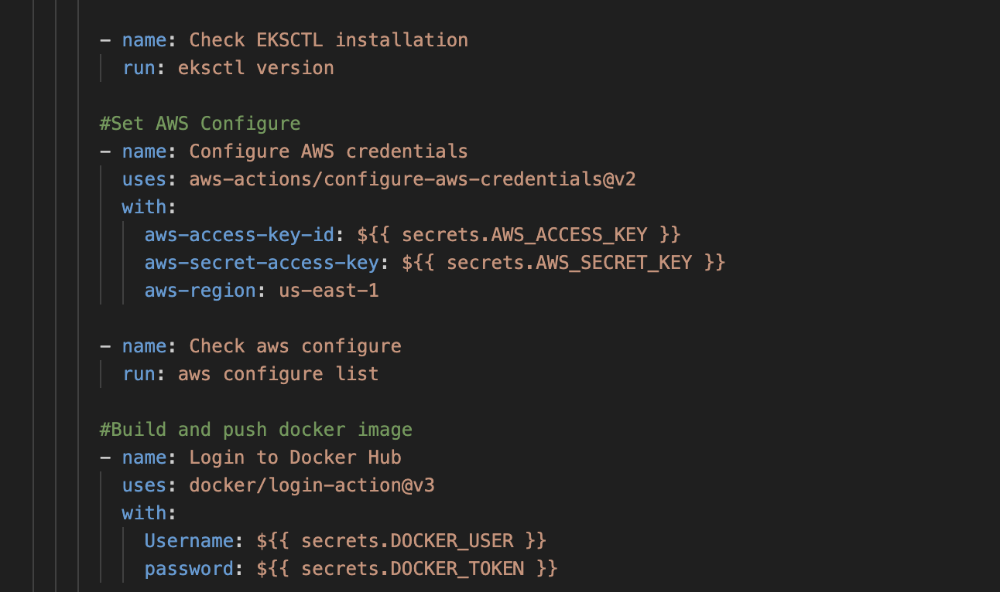 - name: Check EKSCTL installation
run: eksctl version
#Set AWS Configure
- name: Configure AWS credentials
uses: aws-actions/configure-aws-credentials@v2
with:
aws-access-key-id: ${{ secrets.AWS_ACCESS_KEY }}
aws-secret-access-key: ${{ secrets.AWS_SECRET_KEY }}
aws-region: us-east-1
- name: Check aws configure
run: aws configure list
#Build and push docker image
- name: Login to Docker Hub
uses: docker/login-action@v3
with:
Username: ${{ secrets.DOCKER_USER }}
password: ${{ secrets.DOCKER_TOKEN }}